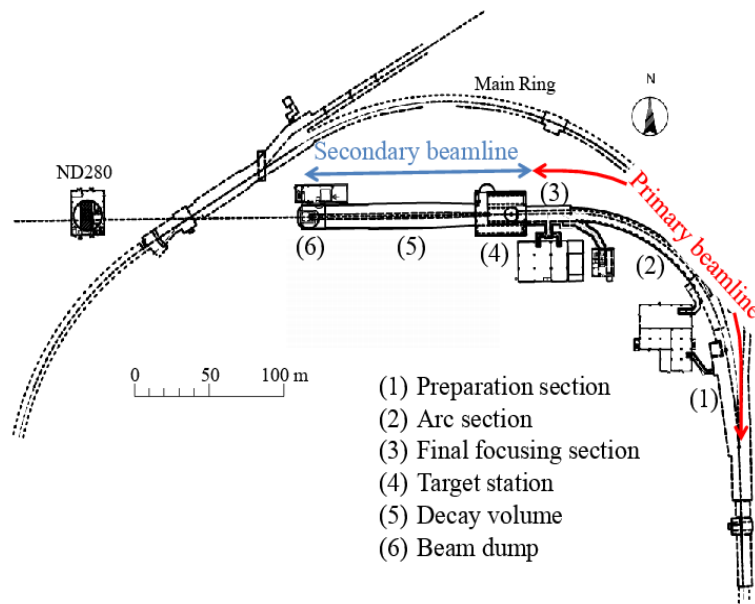 Main Ring
N
ND280
Secondary beamline
Primary beamline
(3)
(6)
(5)
(4)
(2)
(1)
0 50 100 m
(1) Preparation section
(2) Arc section
(3) Final focusing section
(4) Target station
(5) Decay volume
(6) Beam dump